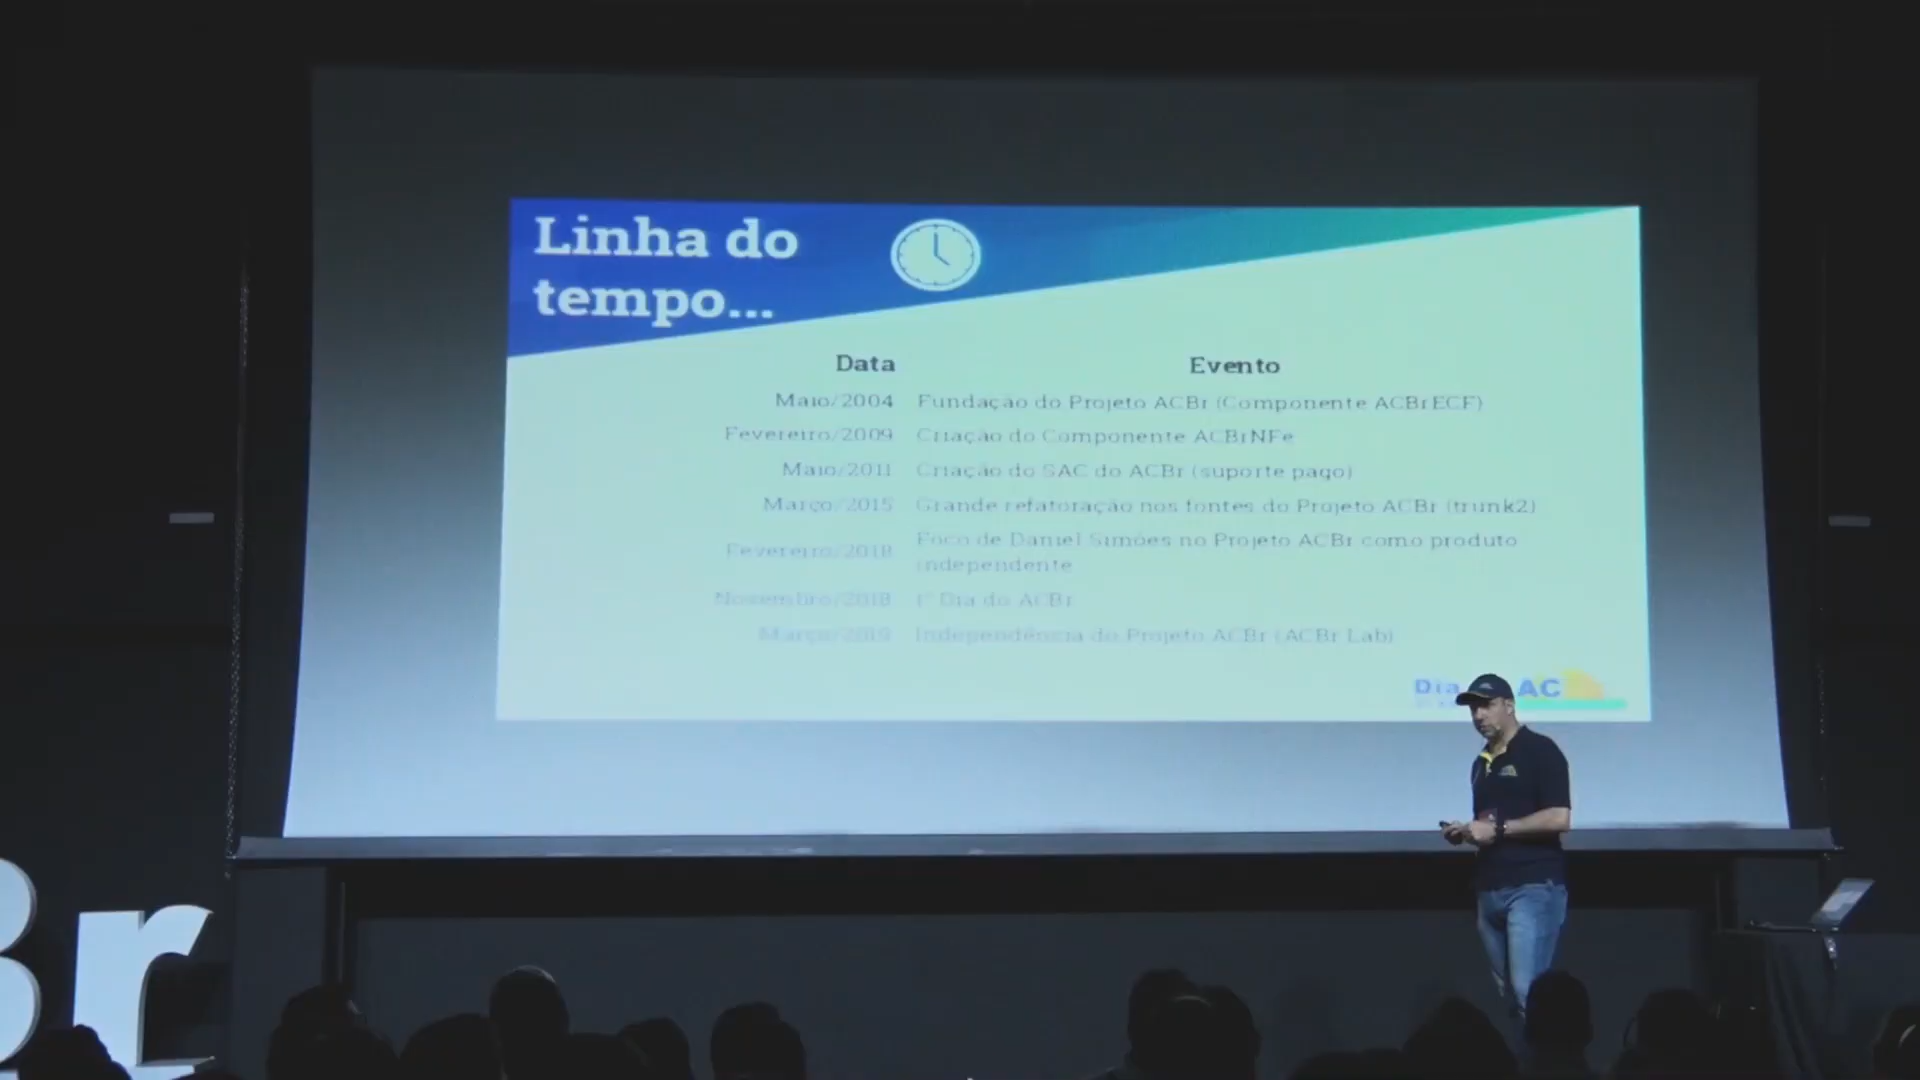 Linha do
tempo...
Data Evento
Maio/2004 Fundação do Projeto ACBr (Componente ACBrECF)
Fevereiro/2009 Criação do Componente ACBrNFe
Maio/2011 Criação do SAC do ACBr (suporte pago)
Março/2015 Grande refatoração nos fontes do Projeto ACBr (trunk2)
Fevereiro/2018 Foco de Daniel Simões no Projeto ACBr como produto
independente
Novembro/2018 1º Dia do ACBr
Março/2019 Independência do Projeto ACBr (ACBr Lab)
Dia AC
Br